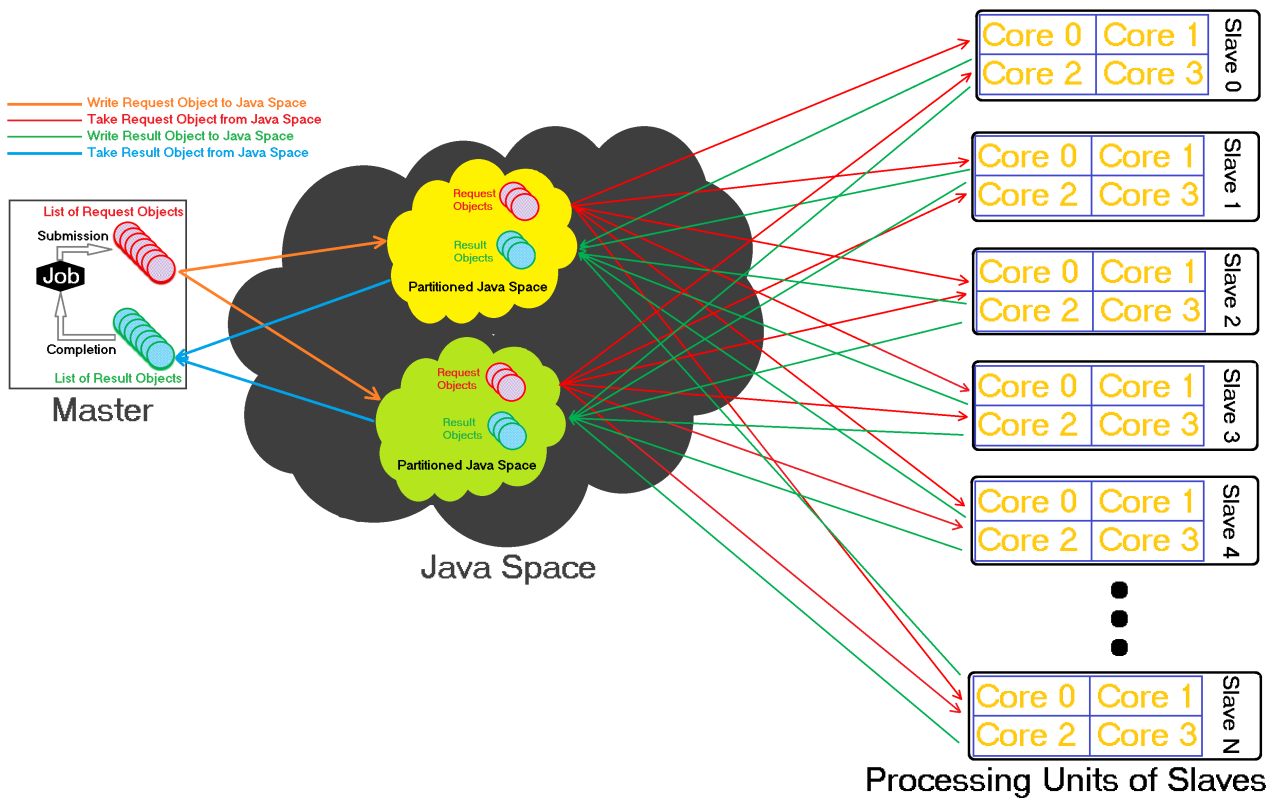 Write Request Object to Java Space
Take Request Object from Java Space
Write Result Object to Java Space
Take Result Object from Java Space
List of Request Objects
Submission
Job
Completion
List of Result Objects
Master
Request
Objects
Result
Objects
Partitioned Java Space
Request
Objects
Result
Objects
Partitioned Java Space
Java Space
Core 0 Core 1
Core 2 Core 3
Slave 0
Core 0 Core 1
Core 2 Core 3
Slave 1
Core 0 Core 1
Core 2 Core 3
Slave 2
Core 0 Core 1
Core 2 Core 3
Slave 3
Core 0 Core 1
Core 2 Core 3
Slave 4
Core 0 Core 1
Core 2 Core 3
Slave N
Processing Units of Slaves